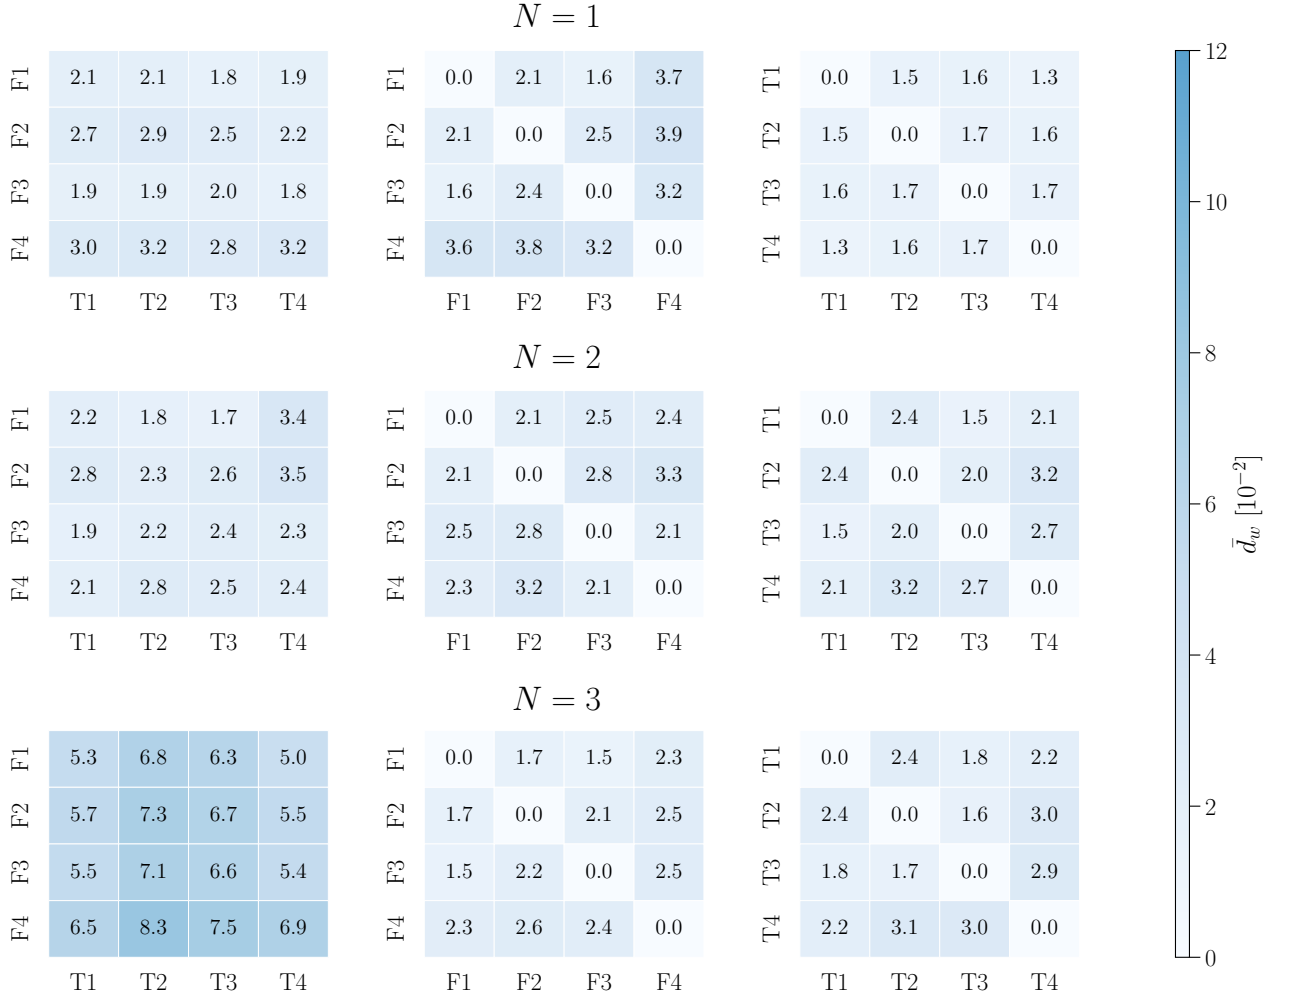 N = 1
F1 2.1 2.1 1.8 1.9 F1 0.0 2.1 1.6 3.7 T1 0.0 1.5 1.6 1.3
F2 2.7 2.9 2.5 2.2 F2 2.1 0.0 2.5 3.9 T2 1.5 0.0 1.7 1.6
F3 1.9 1.9 2.0 1.8 F3 1.6 2.4 0.0 3.2 T3 1.6 1.7 0.0 1.7
F4 3.0 3.2 2.8 3.2 F4 3.6 3.8 3.2 0.0 T4 1.3 1.6 1.7 0.0
T1 T2 T3 T4 F1 F2 F3 F4 T1 T2 T3 T4
N = 2
F1 2.2 1.8 1.7 3.4 F1 0.0 2.1 2.5 2.4 T1 0.0 2.4 1.5 2.1
F2 2.8 2.3 2.6 3.5 F2 2.1 0.0 2.8 3.3 T2 2.4 0.0 2.0 3.2
F3 1.9 2.2 2.4 2.3 F3 2.5 2.8 0.0 2.1 T3 1.5 2.0 0.0 2.7
F4 2.1 2.8 2.5 2.4 F4 2.3 3.2 2.1 0.0 T4 2.1 3.2 2.7 0.0
T1 T2 T3 T4 F1 F2 F3 F4 T1 T2 T3 T4
N = 3
F1 5.3 6.8 6.3 5.0 F1 0.0 1.7 1.5 2.3 T1 0.0 2.4 1.8 2.2
F2 5.7 7.3 6.7 5.5 F2 1.7 0.0 2.1 2.5 T2 2.4 0.0 1.6 3.0
F3 5.5 7.1 6.6 5.4 F3 1.5 2.2 0.0 2.5 T3 1.8 1.7 0.0 2.9
F4 6.5 8.3 7.5 6.9 F4 2.3 2.6 2.4 0.0 T4 2.2 3.1 3.0 0.0
T1 T2 T3 T4 F1 F2 F3 F4 T1 T2 T3 T4
12
10
8
6
4
2
0
d̄_w [10⁻²]